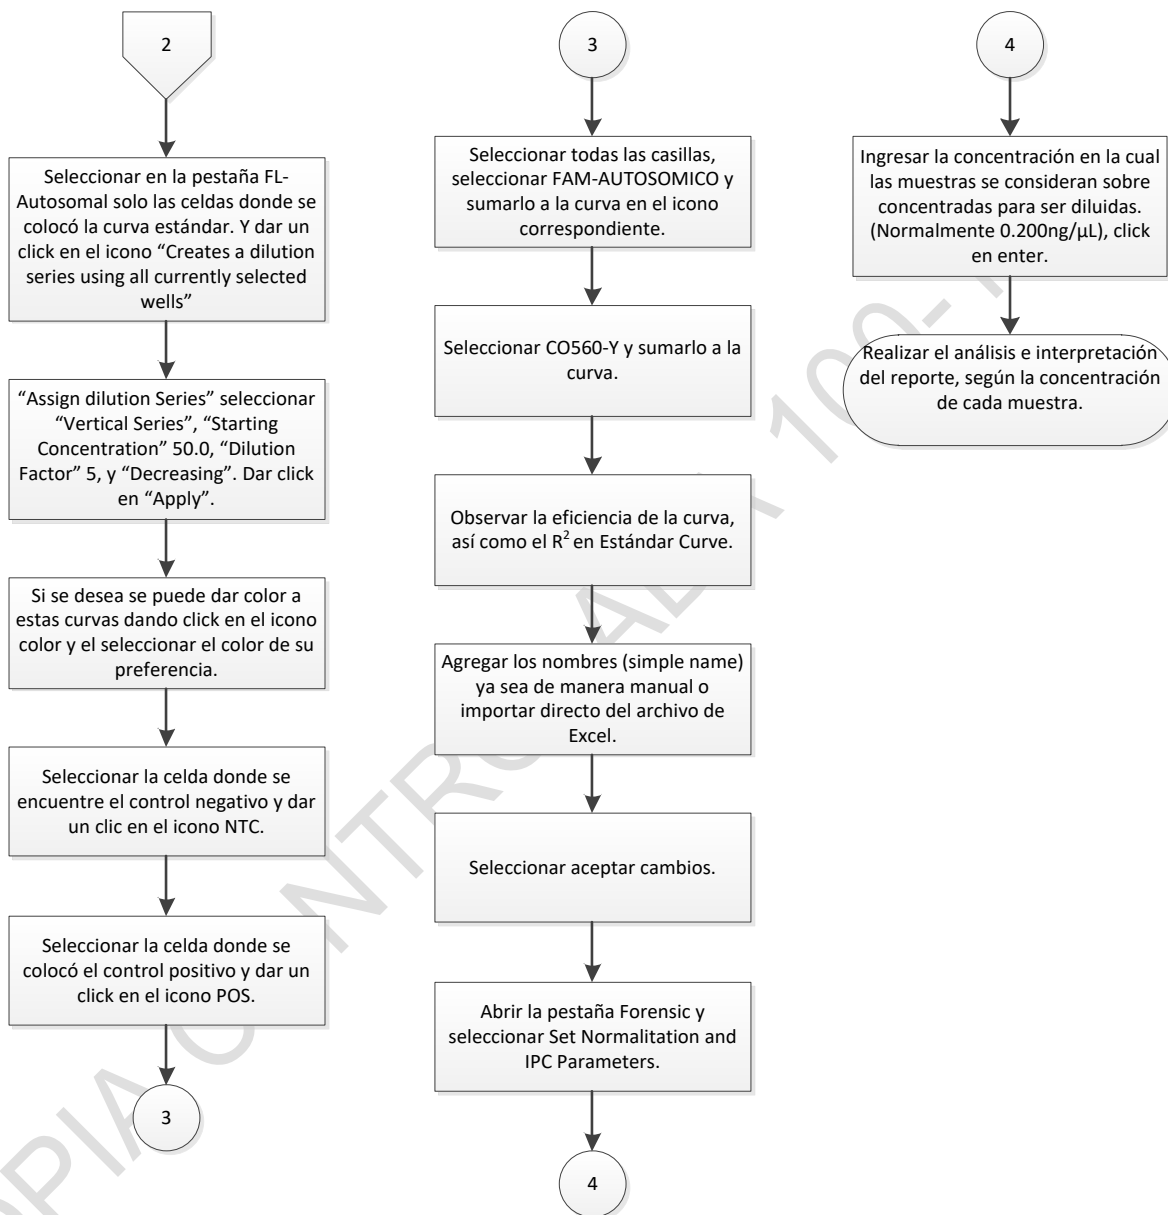 2
Seleccionar en la pestaña FL-
Autosomal solo las celdas donde se
colocó la curva estándar. Y dar un
click en el icono “Creates a dilution
series using all currently selected
wells”
“Assign dilution Series” seleccionar
“Vertical Series”, “Starting
Concentration” 50.0, “Dilution
Factor” 5, y “Decreasing”. Dar click
en “Apply”.
Si se desea se puede dar color a
estas curvas dando click en el icono
color y el seleccionar el color de su
preferencia.
Seleccionar la celda donde se
encuentre el control negativo y dar
un clic en el icono NTC.
Seleccionar la celda donde se
colocó el control positivo y dar un
click en el icono POS.
3
3
Seleccionar todas las casillas,
seleccionar FAM-AUTOSOMICO y
sumarlo a la curva en el icono
correspondiente.
Seleccionar CO560-Y y sumarlo a la
curva.
Observar la eficiencia de la curva,
así como el R² en Estándar Curve.
Agregar los nombres (simple name)
ya sea de manera manual o
importar directo del archivo de
Excel.
Seleccionar aceptar cambios.
Abrir la pestaña Forensic y
seleccionar Set Normalitation and
IPC Parameters.
4
4
Ingresar la concentración en la cual
las muestras se consideran sobre
concentradas para ser diluidas.
(Normalmente 0.200ng/µL), click
en enter.
Realizar el análisis e interpretación
del reporte, según la concentración
de cada muestra.